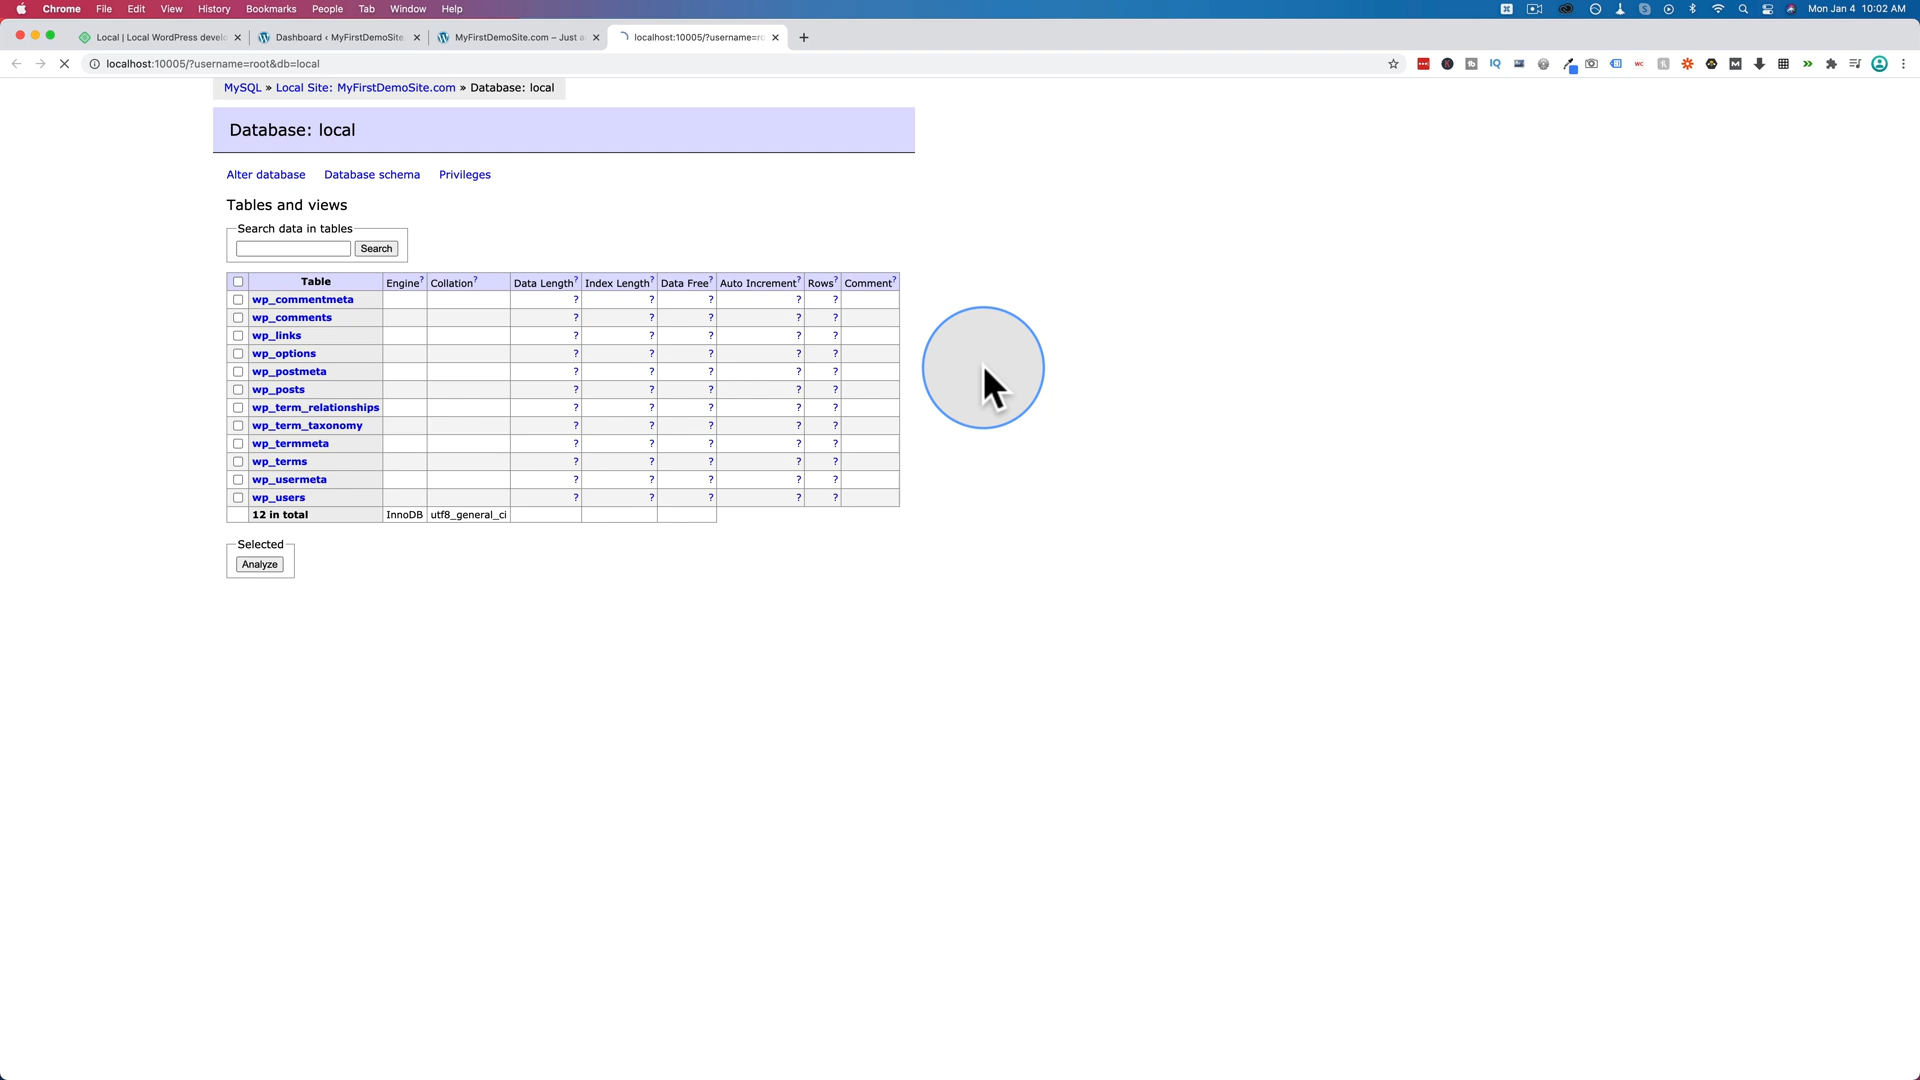 Chrome File Edit View History Bookmarks People Tab Window Help Mon Jan 4 10:02 AM
Local | Local WordPress develo Dashboard ‹ MyFirstDemoSite MyFirstDemoSite.com – Just a localhost:10005/?username=ro
localhost:10005/?username=root&db=local
MySQL » Local Site: MyFirstDemoSite.com » Database: local
Database: local
Alter database Database schema Privileges
Tables and views
Search data in tables
Search
Table Engine? Collation? Data Length? Index Length? Data Free? Auto Increment? Rows? Comment?
wp_commentmeta ? ? ? ? ?
wp_comments ? ? ? ? ?
wp_links ? ? ? ? ?
wp_options ? ? ? ? ?
wp_postmeta ? ? ? ? ?
wp_posts ? ? ? ? ?
wp_term_relationships ? ? ? ? ?
wp_term_taxonomy ? ? ? ? ?
wp_termmeta ? ? ? ? ?
wp_terms ? ? ? ? ?
wp_usermeta ? ? ? ? ?
wp_users ? ? ? ? ?
12 in total InnoDB utf8_general_ci
Selected
Analyze